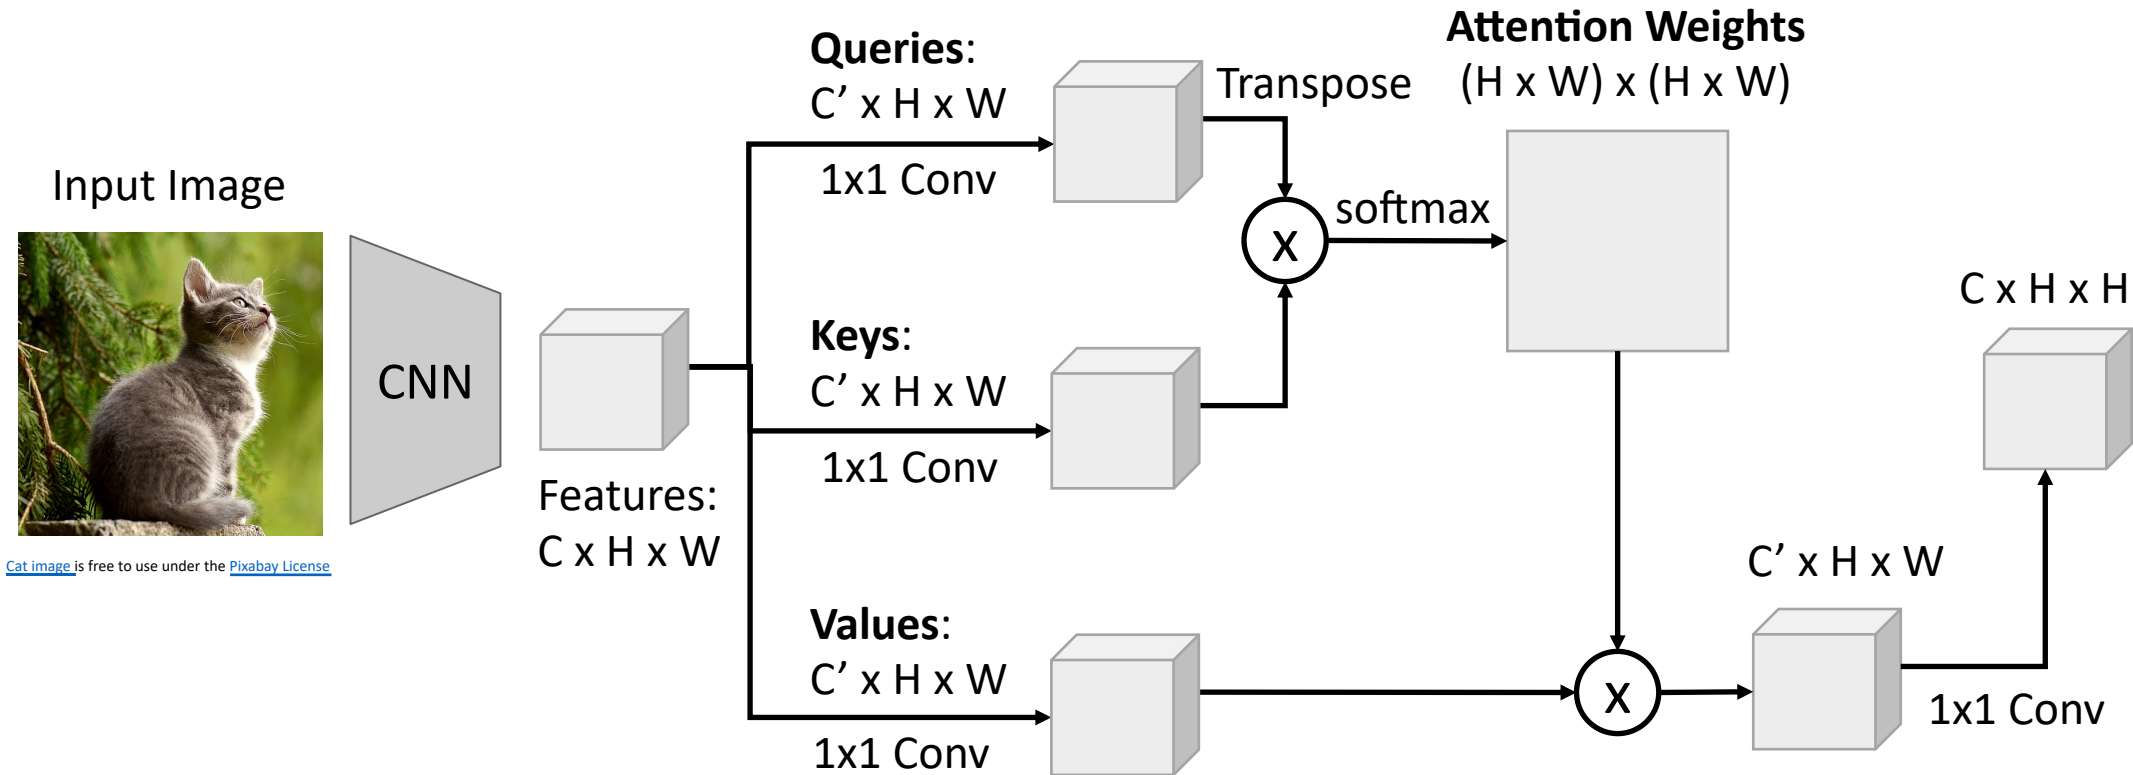 Input Image
Cat image is free to use under the Pixabay License
CNN
Features:
C x H x W
Queries:
C’ x H x W
1x1 Conv
Keys:
C’ x H x W
1x1 Conv
Values:
C’ x H x W
1x1 Conv
Transpose
X
softmax
Attention Weights
(H x W) x (H x W)
X
C’ x H x W
1x1 Conv
C x H x H